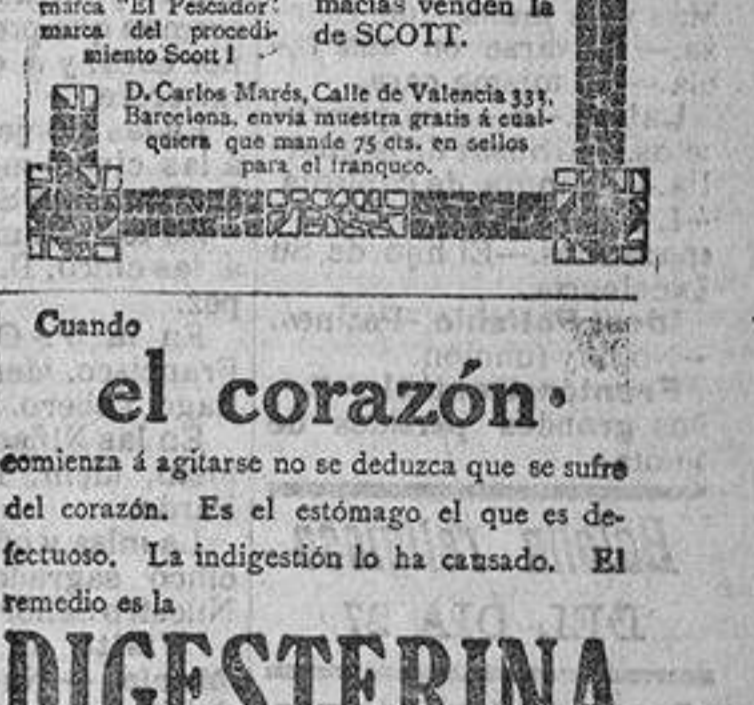 marca "El Pescador"
marca del procedi-
miento Scott!
macias venden la
de SCOTT.
D. Carlos Marés, Calle de Valencia 333,
Barcelona, envia muestra gratis á cual-
quiera que mande 75 cts. en sellos
para el franqueo.
Cuando
el corazón
comienza á agitarse no se deduzca que se sufre
del corazón. Es el estómago el que es de-
fectuoso. La indigestión lo ha causado. El
remedio es la
DIGESTERINA